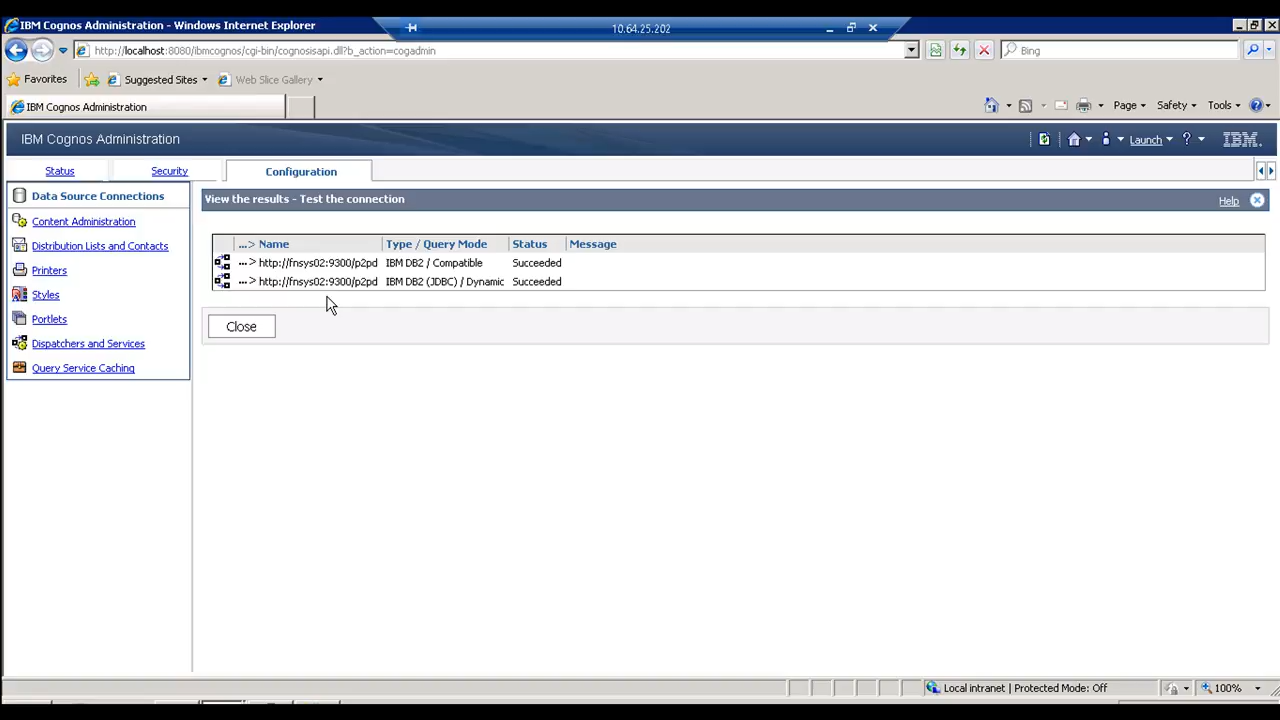 IBM Cognos Administration - Windows Internet Explorer
10.64.25.202
http://localhost:8080/ibmcognos/cgi-bin/cognosisapi.dll?b_action=cogadmin
Bing
Favorites
Suggested Sites
Web Slice Gallery
IBM Cognos Administration
Page
Safety
Tools
IBM Cognos Administration
Launch
?
IBM.
Status
Security
Configuration
Data Source Connections
Content Administration
Distribution Lists and Contacts
Printers
Styles
Portlets
Dispatchers and Services
Query Service Caching
View the results - Test the connection
Help
...> Name Type / Query Mode Status Message
... > http://fnsys02:9300/p2pd IBM DB2 / Compatible Succeeded
... > http://fnsys02:9300/p2pd IBM DB2 (JDBC) / Dynamic Succeeded
Close
Local intranet | Protected Mode: Off
100%